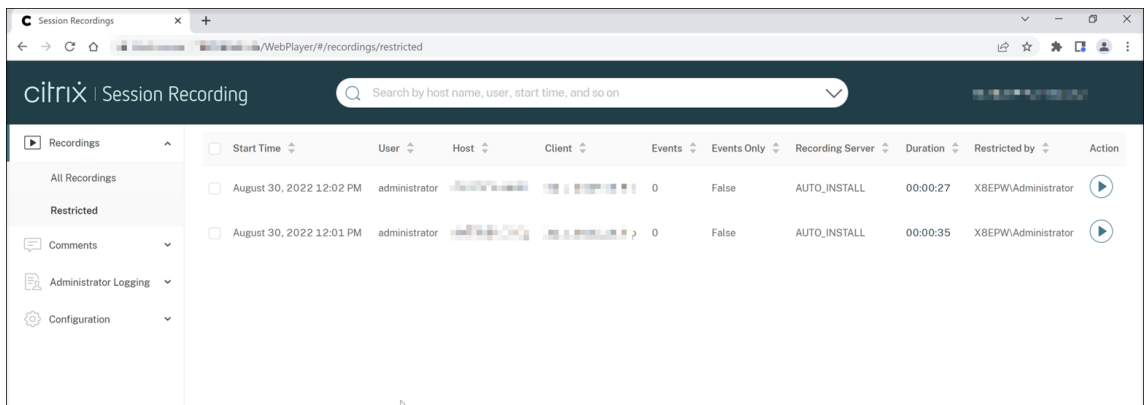 Session Recordings
/WebPlayer/#/recordings/restricted
citrix | Session Recording
Search by host name, user, start time, and so on
Recordings
All Recordings
Restricted
Comments
Administrator Logging
Configuration
Start Time User Host Client Events Events Only Recording Server Duration Restricted by Action
August 30, 2022 12:02 PM administrator 0 False AUTO_INSTALL 00:00:27 X8EPW\Administrator
August 30, 2022 12:01 PM administrator 0 False AUTO_INSTALL 00:00:35 X8EPW\Administrator